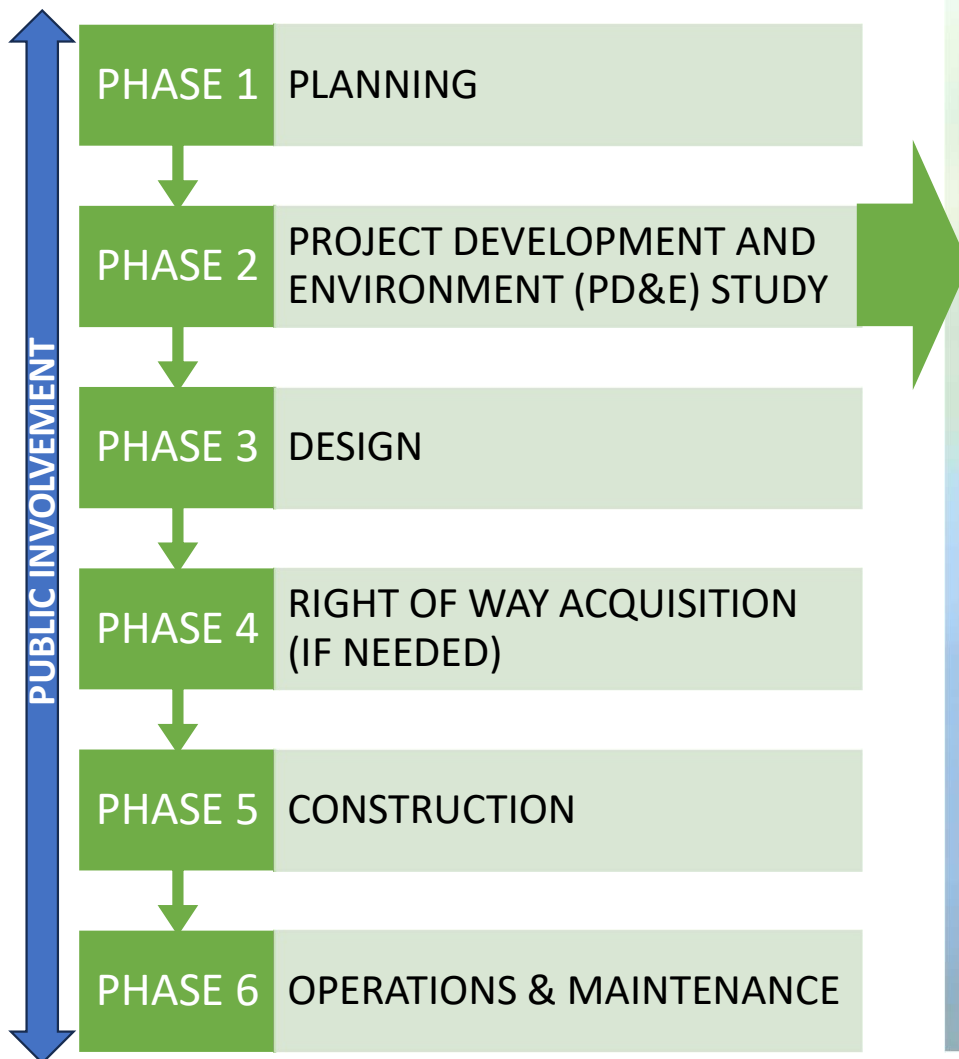 PUBLIC INVOLVEMENT
PHASE 1
PLANNING
PHASE 2
PROJECT DEVELOPMENT AND
ENVIRONMENT (PD&E) STUDY
PHASE 3
DESIGN
PHASE 4
RIGHT OF WAY ACQUISITION
(IF NEEDED)
PHASE 5
CONSTRUCTION
PHASE 6
OPERATIONS & MAINTENANCE